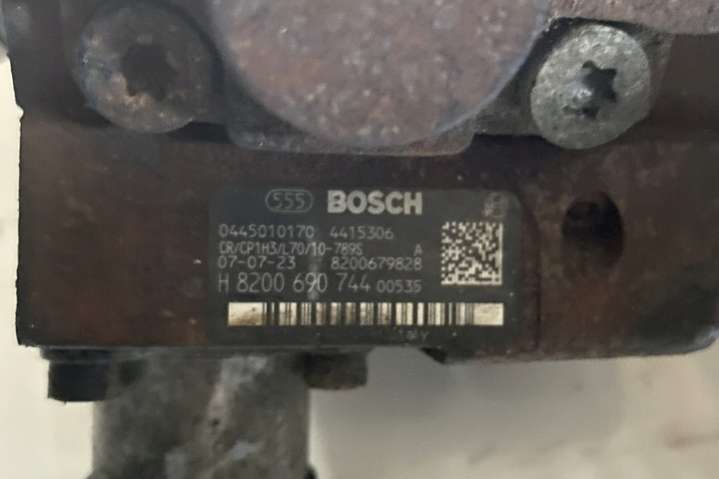 555 BOSCH
0445010170 4415306
CR/CP1H3/L70/10-789S A
07-07-23 8200679828
H 8200 690 744 00535